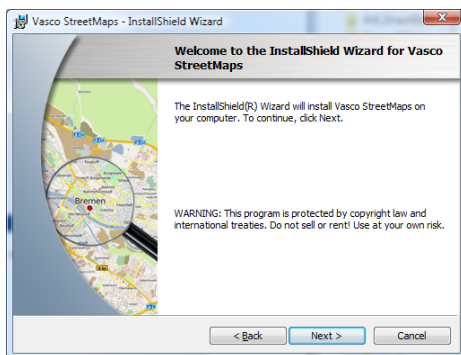 Vasco StreetMaps - InstallShield Wizard
Welcome to the InstallShield Wizard for Vasco
StreetMaps
The InstallShield(R) Wizard will install Vasco StreetMaps on
your computer. To continue, click Next.
Bremen
WARNING: This program is protected by copyright law and
international treaties. Do not sell or rent! Use at your own risk.
< Back
Next >
Cancel